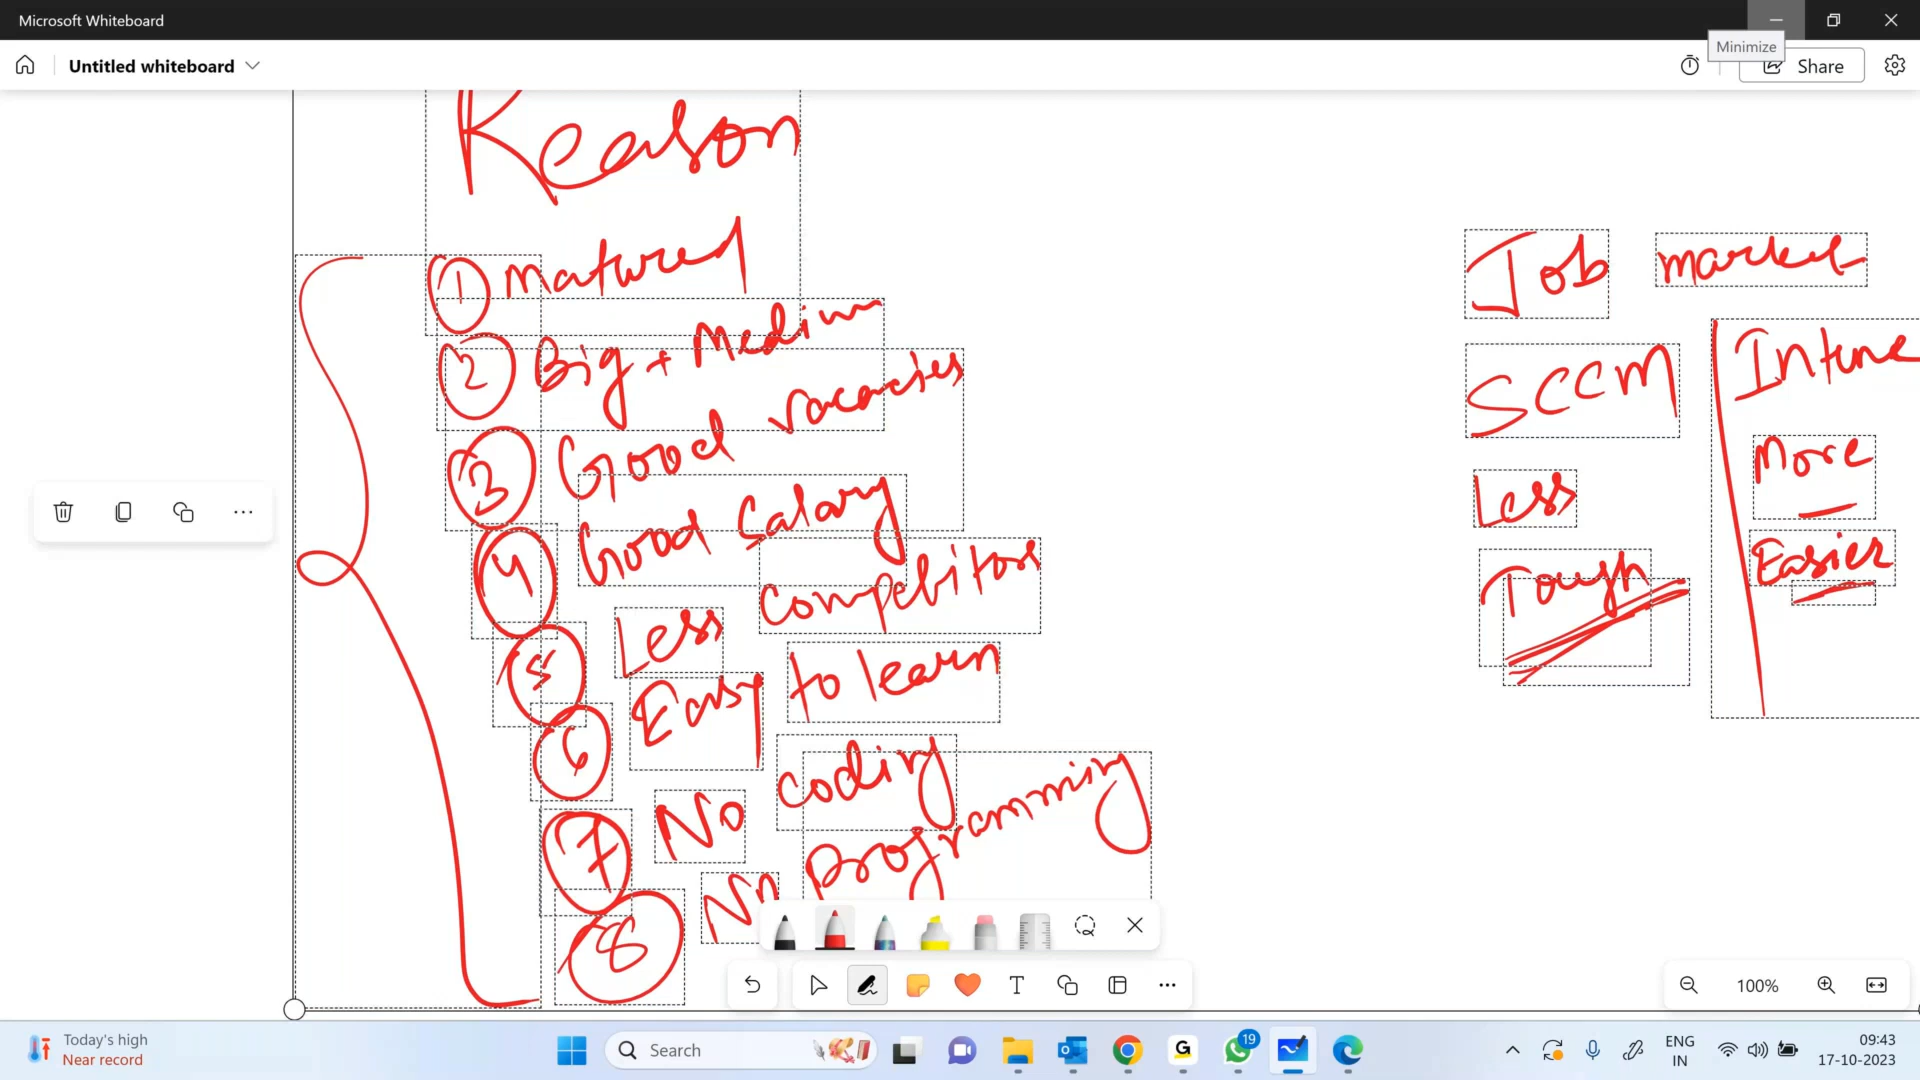 Microsoft Whiteboard
Untitled whiteboard
Minimize
Share
Reason
1 matured
2 Big + Medium
3 Good vacacies
4 Good Salary
5 Less competitors
6 Easy to learn
7 No coding
8 No programming
Job market
SCCM
Intune
Less
More
Tough
Easier
100%
Today's high
Near record
Search
19
ENG
IN
09:43
17-10-2023